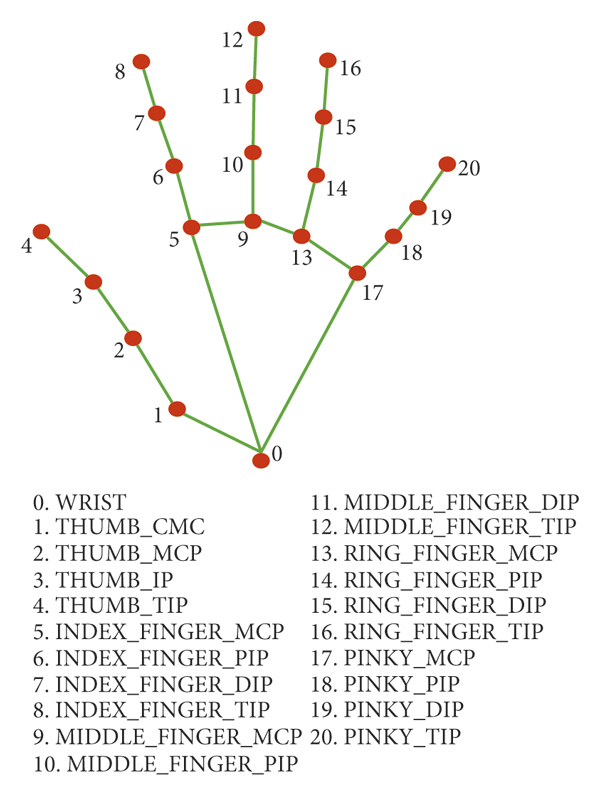 12
8
16
11
7
15
10
6
20
14
19
5
9
4
13
18
3
17
2
1
0
0. WRIST
1. THUMB_CMC
2. THUMB_MCP
3. THUMB_IP
4. THUMB_TIP
5. INDEX_FINGER_MCP
6. INDEX_FINGER_PIP
7. INDEX_FINGER_DIP
8. INDEX_FINGER_TIP
9. MIDDLE_FINGER_MCP
10. MIDDLE_FINGER_PIP
11. MIDDLE_FINGER_DIP
12. MIDDLE_FINGER_TIP
13. RING_FINGER_MCP
14. RING_FINGER_PIP
15. RING_FINGER_DIP
16. RING_FINGER_TIP
17. PINKY_MCP
18. PINKY_PIP
19. PINKY_DIP
20. PINKY_TIP